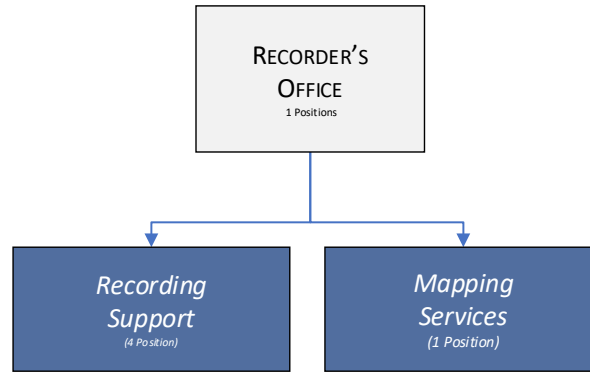 RECORDER'S
OFFICE
1 Positions
Recording
Support
(4 Position)
Mapping
Services
(1 Position)